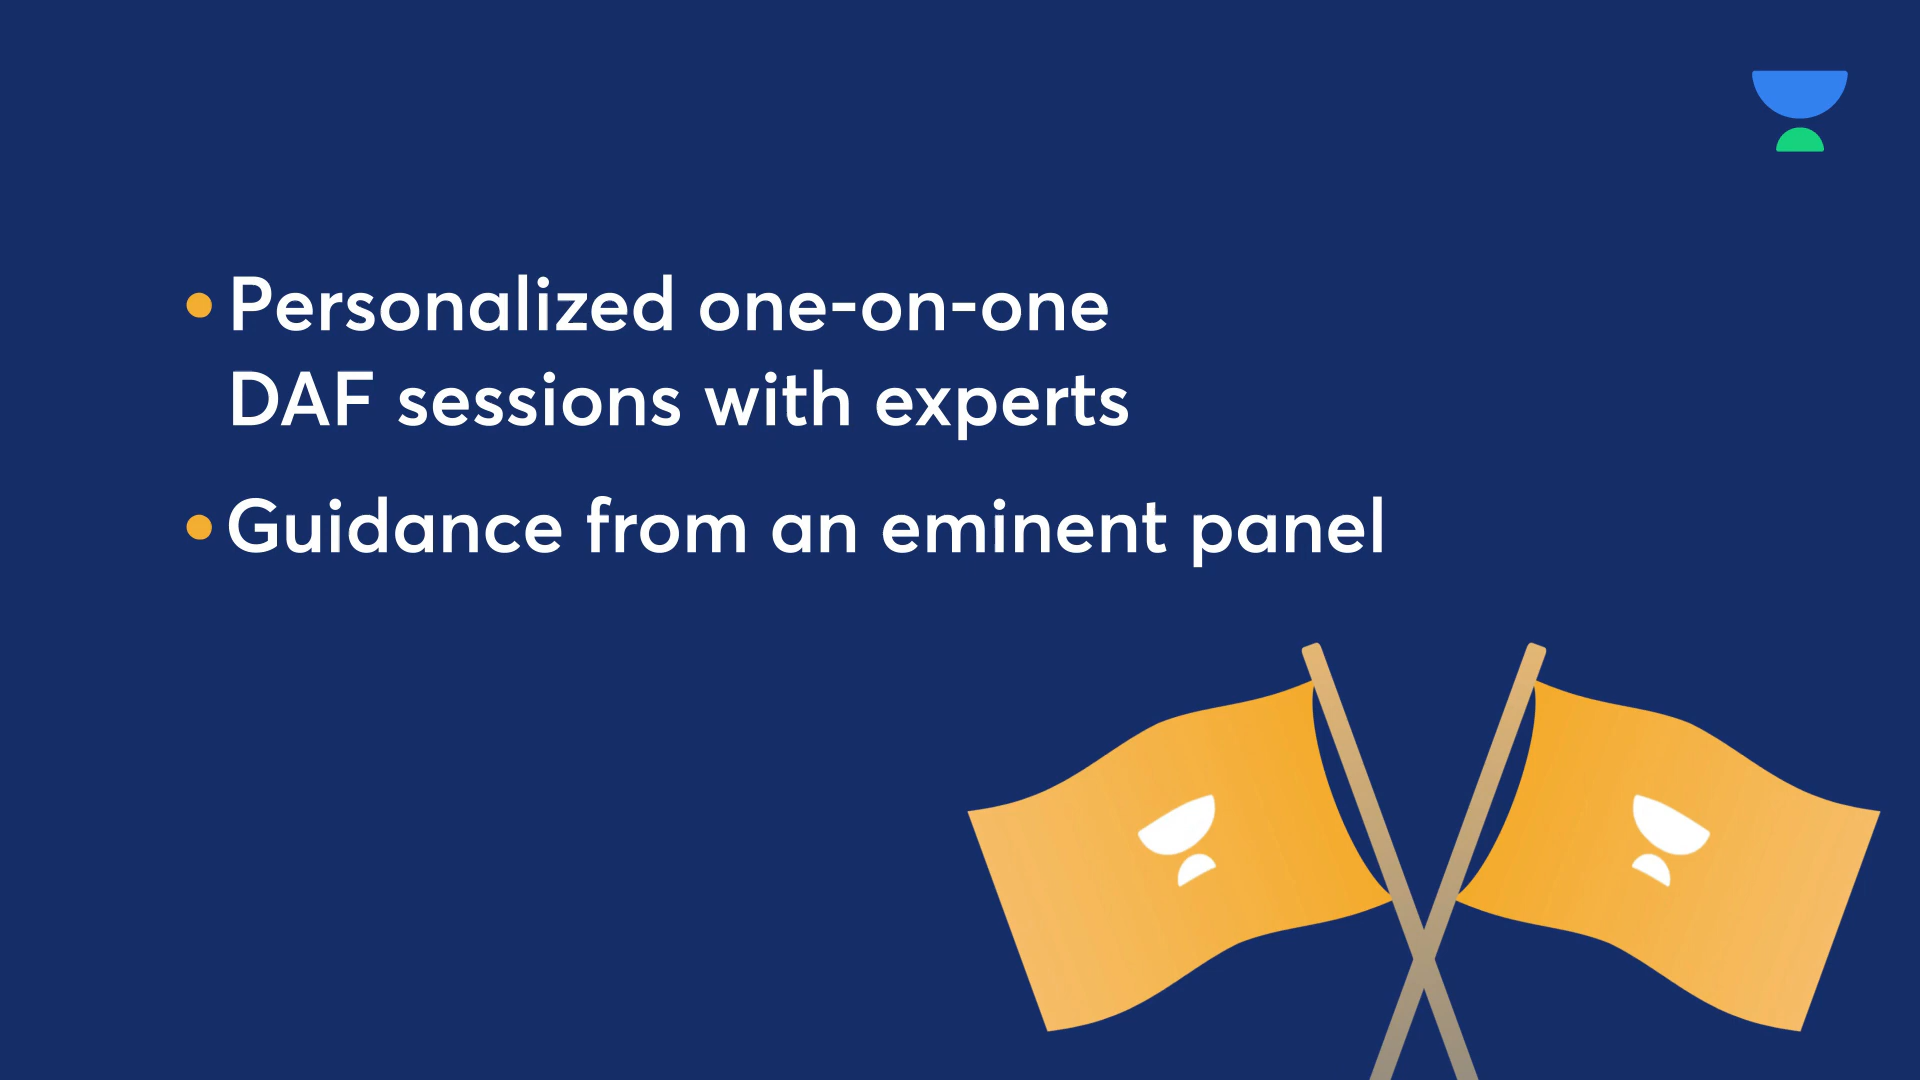 • Personalized one-on-one
DAF sessions with experts
• Guidance from an eminent panel